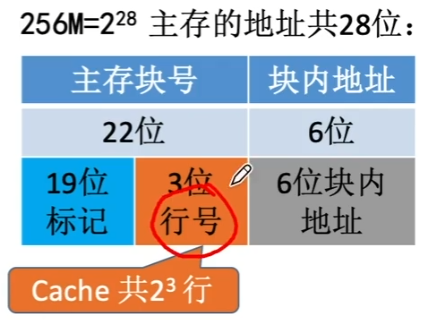 256M=2²⁸ 主存的地址共28位：
主存块号 块内地址
22位 6位
19位 3位 6位块内
标记 行号 地址
Cache 共2³ 行